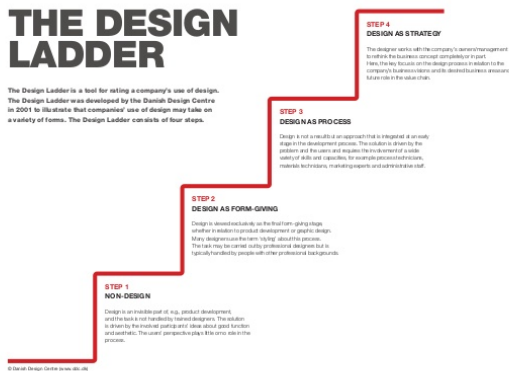 THE DESIGN
LADDER
The Design Ladder is a tool for rating a company's use of design.
The Design Ladder was developed by the Danish Design Centre
in 2001 to illustrate that companies' use of design may take on
a variety of forms. The Design Ladder consists of four steps.
STEP 4
DESIGN AS STRATEGY
The designer works with the company's owners/management
to rethink the business concept completely or in part.
Here, the key focus is on the design process in relation to the
company's business visions and its desired business areas and
future role in the value chain.
STEP 3
DESIGN AS PROCESS
Design is not a result but an approach that is integrated at an early
stage in the development process. The solution is driven by the
problem and the users and requires the involvement of a wide
variety of skills and capacities, for example process technicians,
materials technicians, marketing experts and administrative staff.
STEP 2
DESIGN AS FORM-GIVING
Design is viewed exclusively as the final form-giving stage,
whether in relation to product development or graphic design.
Many designers use the term 'styling' about this process.
The task may be carried out by professional designers but is
typically handled by people with other professional backgrounds.
STEP 1
NON-DESIGN
Design is an invisible part of, e.g., product development,
and the task is not handled by trained designers. The solution
is driven by the involved participants' ideas about good function
and aesthetic. The users' perspective plays little or no role in the
process.
© Danish Design Centre (www.ddc.dk)